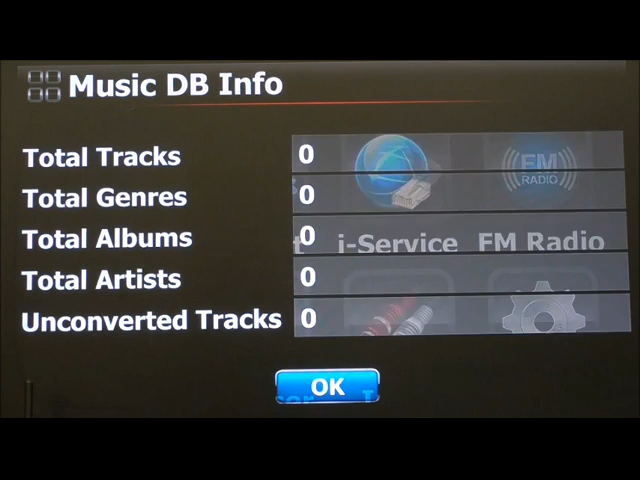 Music DB Info
Total Tracks 0
FM
RADIO
Total Genres 0
Total Albums 0
i-Service FM Radio
Total Artists 0
Unconverted Tracks 0
OK